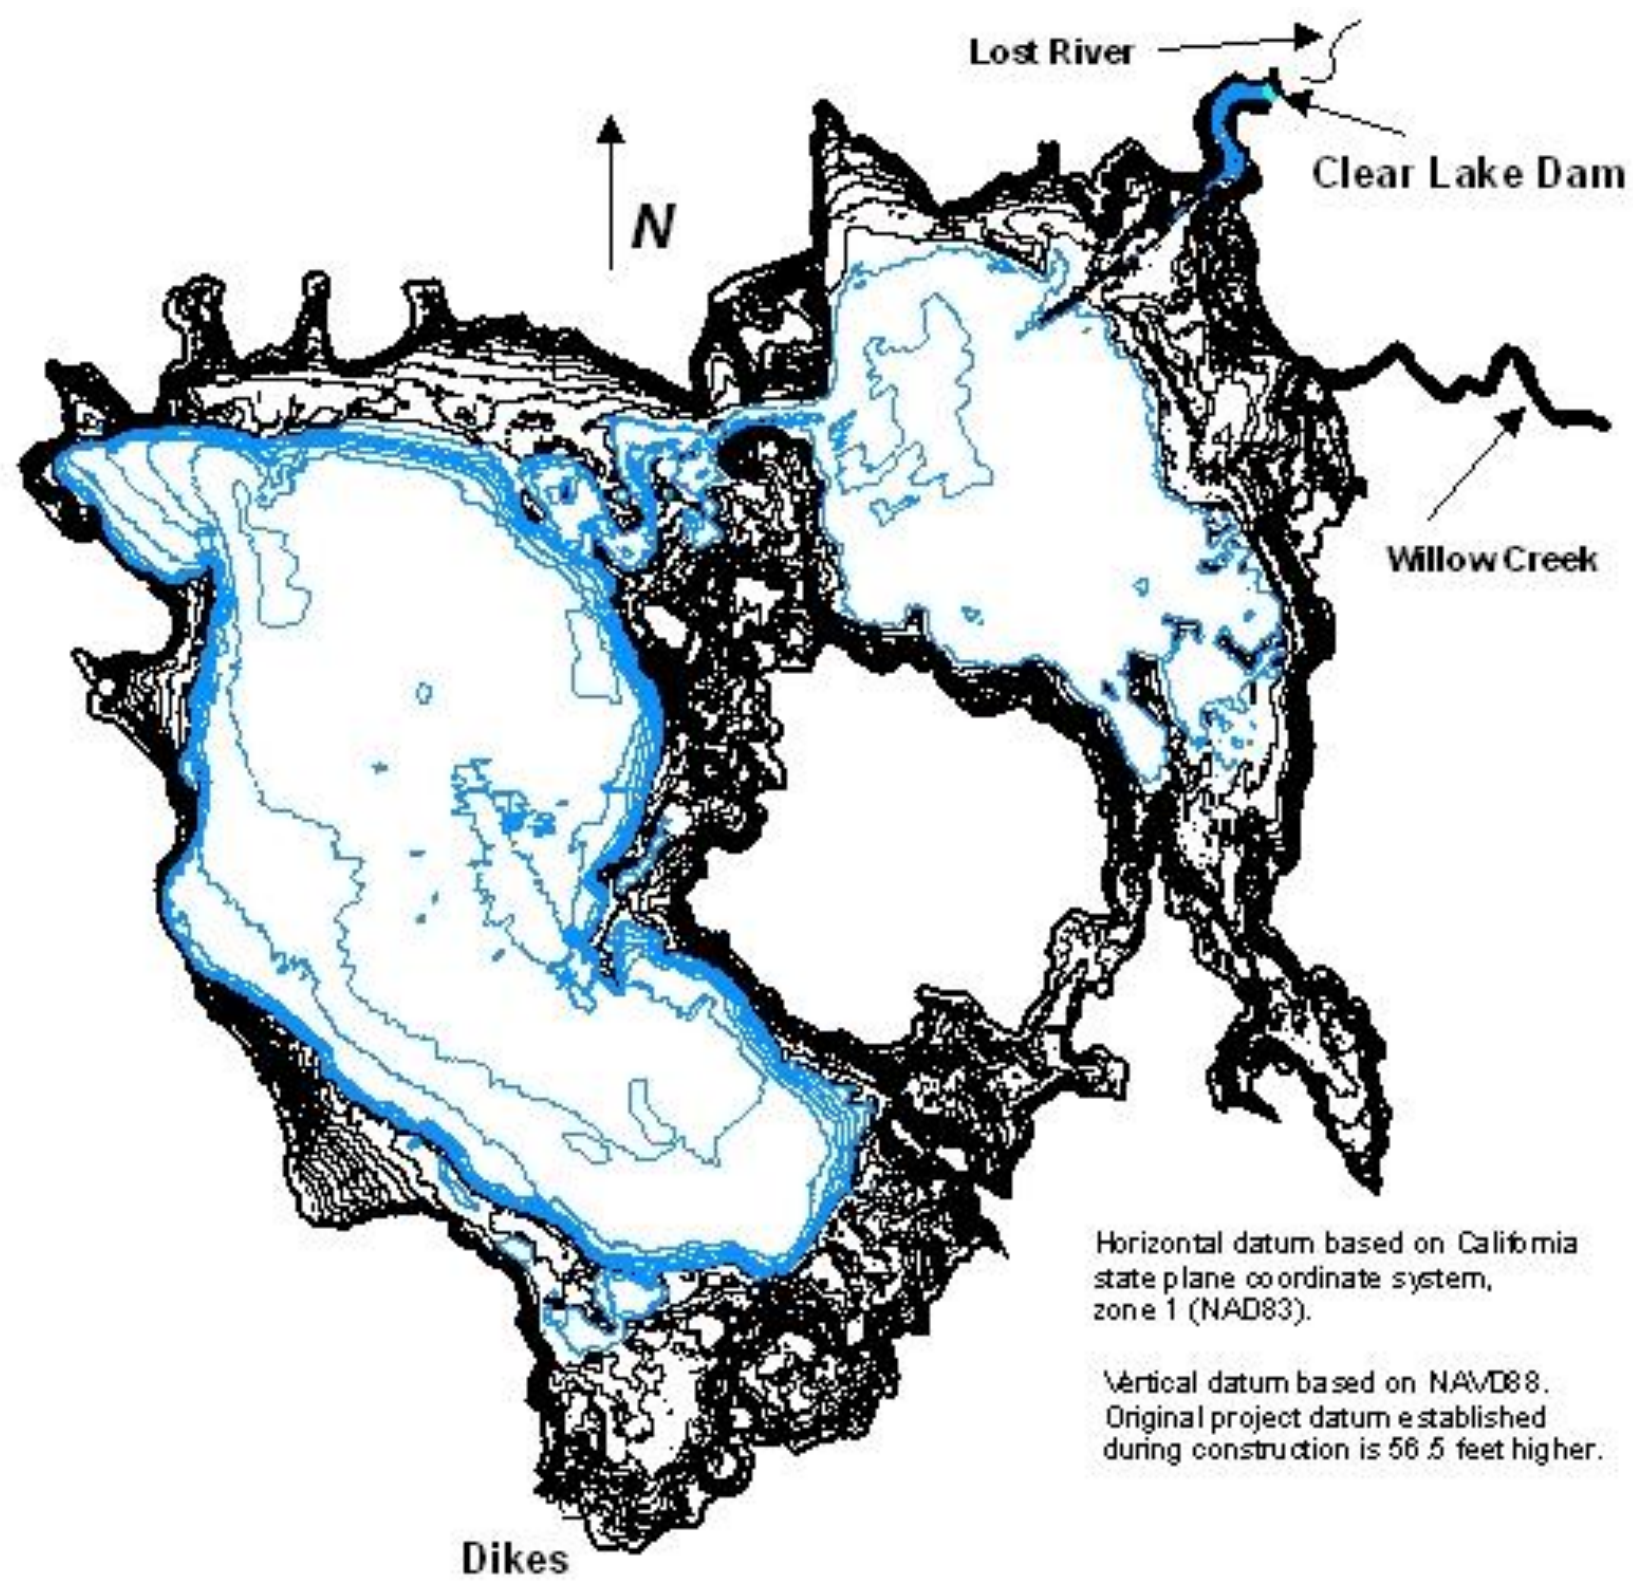 Lost River
Clear Lake Dam
N
Willow Creek
Horizontal datum based on California
state plane coordinate system,
zone 1 (NAD83).
Vertical datum based on NAVD88.
Original project datum established
during construction is 56.5 feet higher.
Dikes